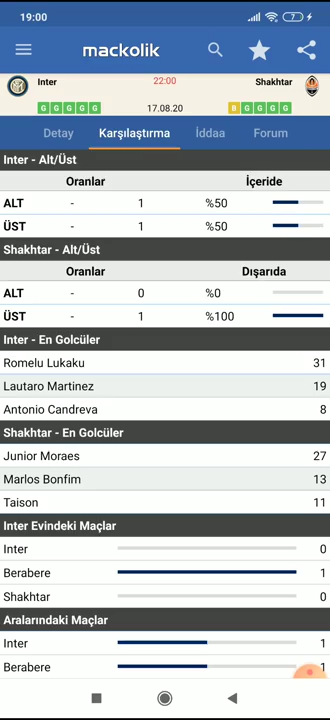 19:00
7
mackolik
Inter 22:00 Shakhtar
G G G G G 17.08.20 B G G G G
Detay Karşılaştırma İddaa Forum
Inter - Alt/Üst
Oranlar İçeride
ALT - 1 %50
ÜST - 1 %50
Shakhtar - Alt/Üst
Oranlar Dışarıda
ALT - 0 %0
ÜST - 1 %100
Inter - En Golcüler
Romelu Lukaku 31
Lautaro Martinez 19
Antonio Candreva 8
Shakhtar - En Golcüler
Junior Moraes 27
Marlos Bonfim 13
Taison 11
Inter Evindeki Maçlar
Inter 0
Berabere 1
Shakhtar 0
Aralarındaki Maçlar
Inter 1
Berabere 1